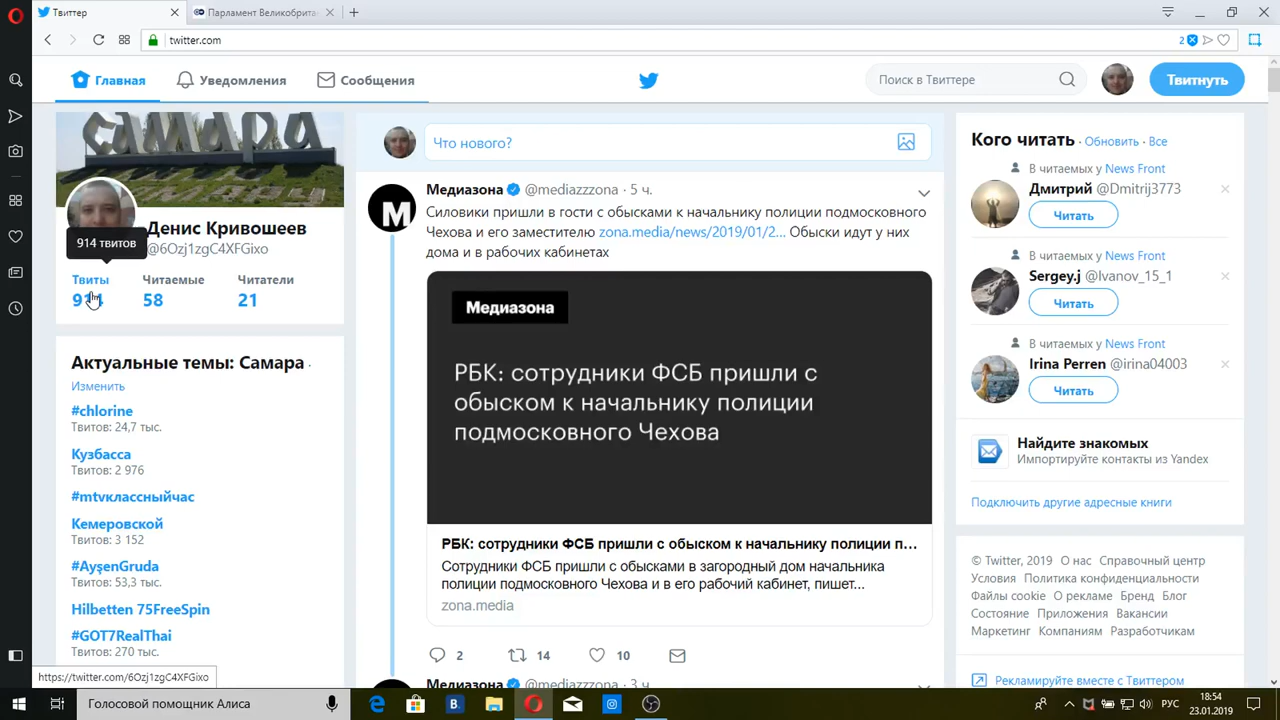 Твиттер
Парламент Великобрита
twitter.com
2
Главная
Уведомления
Сообщения
Поиск в Твиттере
Твитнуть
самара
Денис Кривошеев
@6Ozj1zgC4XFGixo
914 твитов
Твиты
Читаемые
58
Читатели
21
Актуальные темы: Самара ·
Изменить
#chlorine
Твитов: 24,7 тыс.
Кузбасса
Твитов: 2 976
#mtvклассныйчас
Кемеровской
Твитов: 3 152
#AyşenGruda
Твитов: 53,3 тыс.
Hilbetten 75FreeSpin
#GOT7RealThai
Твитов: 270 тыс.
https://twitter.com/6Ozj1zgC4XFGixo
Что нового?
Медиазона @mediazzzona · 5 ч.
Силовики пришли в гости с обысками к начальнику полиции подмосковного
Чехова и его заместителю zona.media/news/2019/01/2... Обыски идут у них
дома и в рабочих кабинетах
М
Медиазона
РБК: сотрудники ФСБ пришли с
обыском к начальнику полиции
подмосковного Чехова
РБК: сотрудники ФСБ пришли с обыском к начальнику полиции п...
Сотрудники ФСБ пришли с обысками в загородный дом начальника
полиции подмосковного Чехова и в его рабочий кабинет, пишет...
zona.media
2 14 10
Медиазона @mediazzzona · 3 ч.
Кого читать · Обновить · Все
В читаемых у News Front
Дмитрий @Dmitrij3773
Читать
В читаемых у News Front
Sergey.j @Ivanov_15_1
Читать
В читаемых у News Front
Irina Perren @irina04003
Читать
Найдите знакомых
Импортируйте контакты из Yandex
Подключить другие адресные книги
© Twitter, 2019 О нас Справочный центр
Условия Политика конфиденциальности
Файлы cookie О рекламе Бренд Блог
Состояние Приложения Вакансии
Маркетинг Компаниям Разработчикам
Рекламируйте вместе с Твиттером
Голосовой помощник Алиса
РУС
18:54
23.01.2019